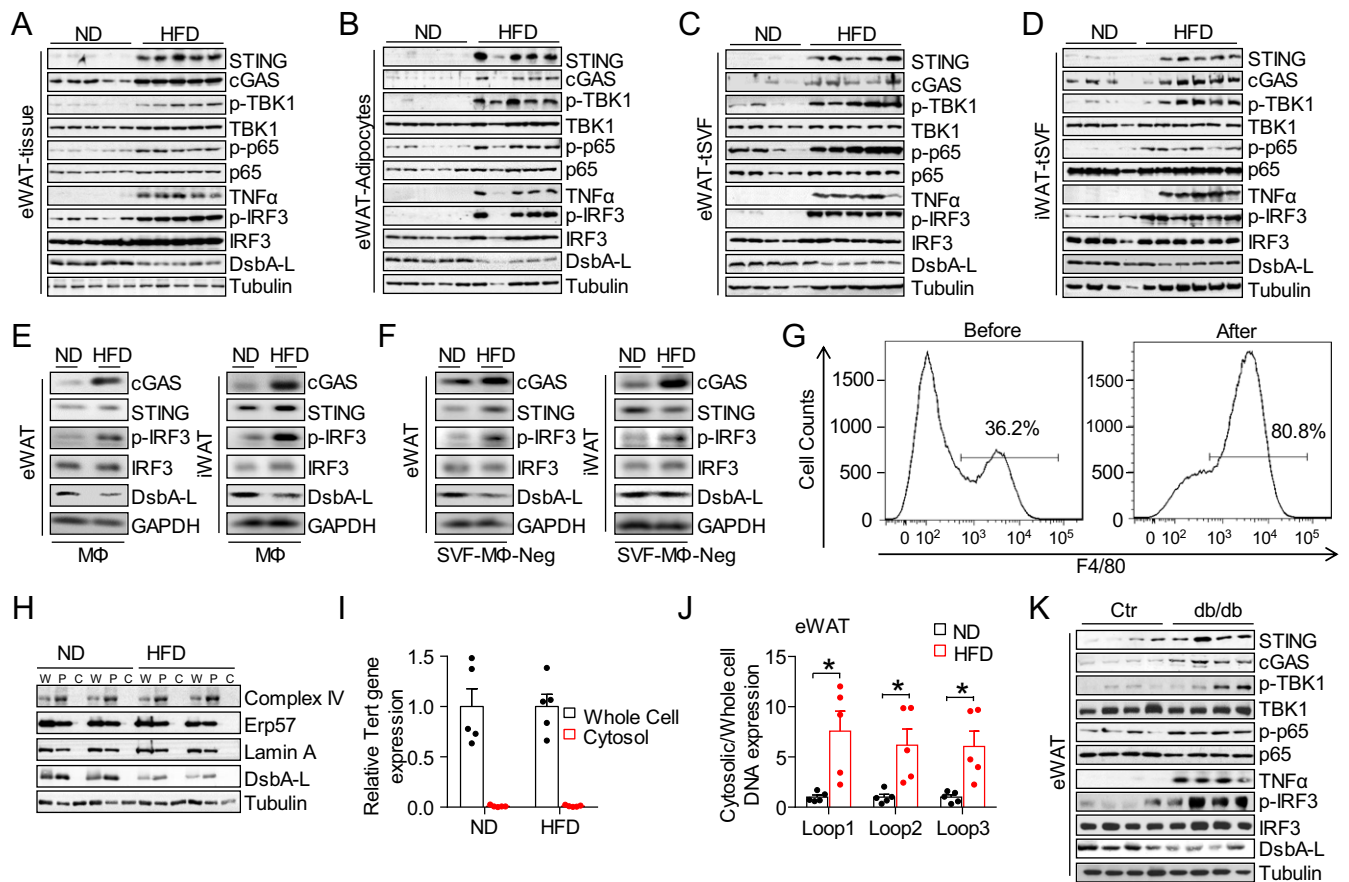 A
ND HFD
eWAT-tissue
STING
cGAS
p-TBK1
TBK1
p-p65
p65
TNFα
p-IRF3
IRF3
DsbA-L
Tubulin
B
ND HFD
eWAT-Adipocytes
STING
cGAS
p-TBK1
TBK1
p-p65
p65
TNFα
p-IRF3
IRF3
DsbA-L
Tubulin
C
ND HFD
eWAT-tSVF
STING
cGAS
p-TBK1
TBK1
p-p65
p65
TNFα
p-IRF3
IRF3
DsbA-L
Tubulin
D
ND HFD
iWAT-tSVF
STING
cGAS
p-TBK1
TBK1
p-p65
p65
TNFα
p-IRF3
IRF3
DsbA-L
Tubulin
E
ND HFD
eWAT
cGAS
STING
p-IRF3
IRF3
DsbA-L
GAPDH
MΦ
ND HFD
iWAT
cGAS
STING
p-IRF3
IRF3
DsbA-L
GAPDH
MΦ
F
ND HFD
eWAT
cGAS
STING
p-IRF3
IRF3
DsbA-L
GAPDH
SVF-MΦ-Neg
ND HFD
iWAT
cGAS
STING
p-IRF3
IRF3
DsbA-L
GAPDH
SVF-MΦ-Neg
G
Before
After
Cell Counts
1500
1000
500
0
36.2%
0 10² 10³ 10⁴ 10⁵
1500
1000
500
0
80.8%
0 10² 10³ 10⁴ 10⁵
F4/80
H
ND HFD
W P C W P C W P C W P C
Complex IV
Erp57
Lamin A
DsbA-L
Tubulin
I
Relative Tert gene
expression
1.5
1.0
0.5
0.0
ND HFD
Whole Cell
Cytosol
J
eWAT
ND
HFD
Cytosolic/Whole cell
DNA expression
15
10
5
0
* * *
Loop1 Loop2 Loop3
K
Ctr db/db
eWAT
STING
cGAS
p-TBK1
TBK1
p-p65
p65
TNFα
p-IRF3
IRF3
DsbA-L
Tubulin